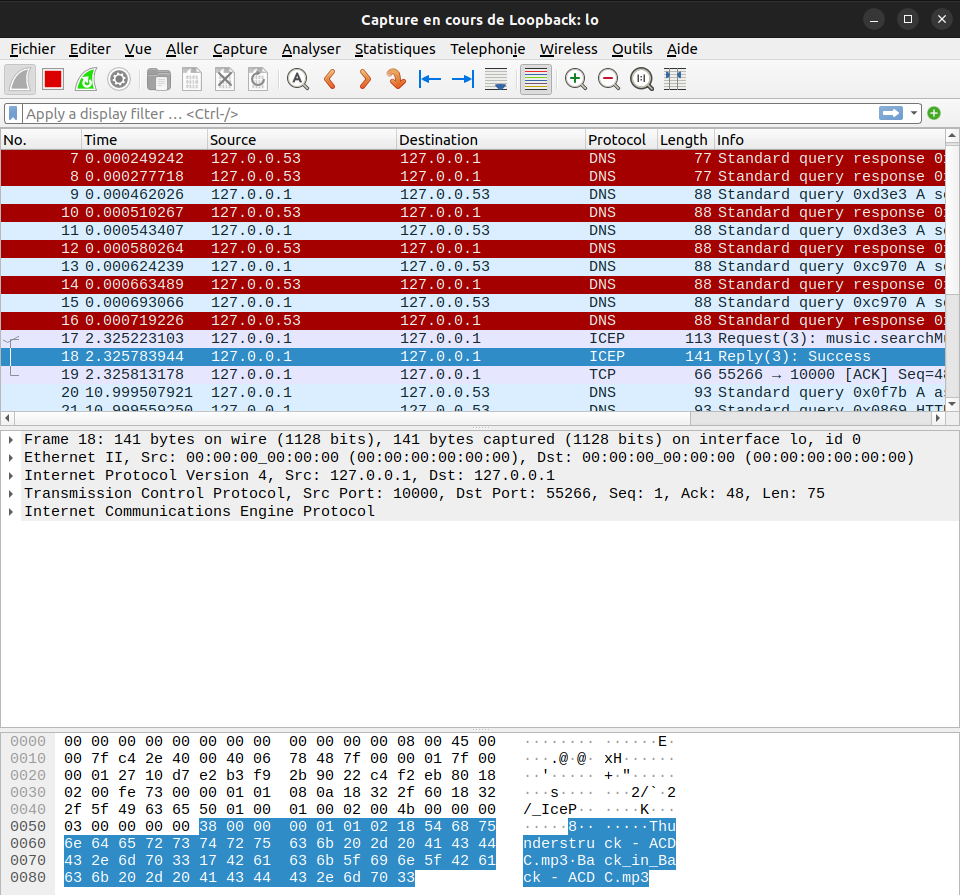 Capture en cours de Loopback: lo
Fichier Editer Vue Aller Capture Analyser Statistiques Telephonie Wireless Outils Aide
Apply a display filter … <Ctrl-/>
No. Time Source Destination Protocol Length Info
7 0.000249242 127.0.0.53 127.0.0.1 DNS 77 Standard query response 0
8 0.000277718 127.0.0.53 127.0.0.1 DNS 77 Standard query response 0
9 0.000462026 127.0.0.1 127.0.0.53 DNS 88 Standard query 0xd3e3 A s
10 0.000510267 127.0.0.53 127.0.0.1 DNS 88 Standard query response 0
11 0.000543407 127.0.0.1 127.0.0.53 DNS 88 Standard query 0xd3e3 A s
12 0.000580264 127.0.0.53 127.0.0.1 DNS 88 Standard query response 0
13 0.000624239 127.0.0.1 127.0.0.53 DNS 88 Standard query 0xc970 A s
14 0.000663489 127.0.0.53 127.0.0.1 DNS 88 Standard query response 0
15 0.000693066 127.0.0.1 127.0.0.53 DNS 88 Standard query 0xc970 A s
16 0.000719226 127.0.0.53 127.0.0.1 DNS 88 Standard query response 0
17 2.325223103 127.0.0.1 127.0.0.1 ICEP 113 Request(3): music.searchM
18 2.325783944 127.0.0.1 127.0.0.1 ICEP 141 Reply(3): Success
19 2.325813178 127.0.0.1 127.0.0.1 TCP 66 55266 → 10000 [ACK] Seq=48
20 10.999507921 127.0.0.1 127.0.0.53 DNS 93 Standard query 0x0f7b A a
21 10.999559250 127.0.0.1 127.0.0.53 DNS 93 Standard query 0x0869 HTT
Frame 18: 141 bytes on wire (1128 bits), 141 bytes captured (1128 bits) on interface lo, id 0
Ethernet II, Src: 00:00:00_00:00:00 (00:00:00:00:00:00), Dst: 00:00:00_00:00:00 (00:00:00:00:00:00)
Internet Protocol Version 4, Src: 127.0.0.1, Dst: 127.0.0.1
Transmission Control Protocol, Src Port: 10000, Dst Port: 55266, Seq: 1, Ack: 48, Len: 75
Internet Communications Engine Protocol
0000 00 00 00 00 00 00 00 00 00 00 00 00 08 00 45 00 ········ ······E·
0010 00 7f c4 2e 40 00 40 06 78 48 7f 00 00 01 7f 00 ···.@·@· xH······
0020 00 01 27 10 d7 e2 b3 f9 2b 90 22 c4 f2 eb 80 18 ··'····· +·"·····
0030 02 00 fe 73 00 00 01 01 08 0a 18 32 2f 60 18 32 ···s···· ···2/`·2
0040 2f 5f 49 63 65 50 01 00 01 00 02 00 4b 00 00 00 /_IceP·· ····K···
0050 03 00 00 00 00 38 00 00 00 01 01 02 18 54 68 75 ·····8·· ·····Thu
0060 6e 64 65 72 73 74 72 75 63 6b 20 2d 20 41 43 44 nderstru ck - ACD
0070 43 2e 6d 70 33 17 42 61 63 6b 5f 69 6e 5f 42 61 C.mp3·Ba ck_in_Ba
0080 63 6b 20 2d 20 41 43 44 43 2e 6d 70 33 ck - ACD C.mp3